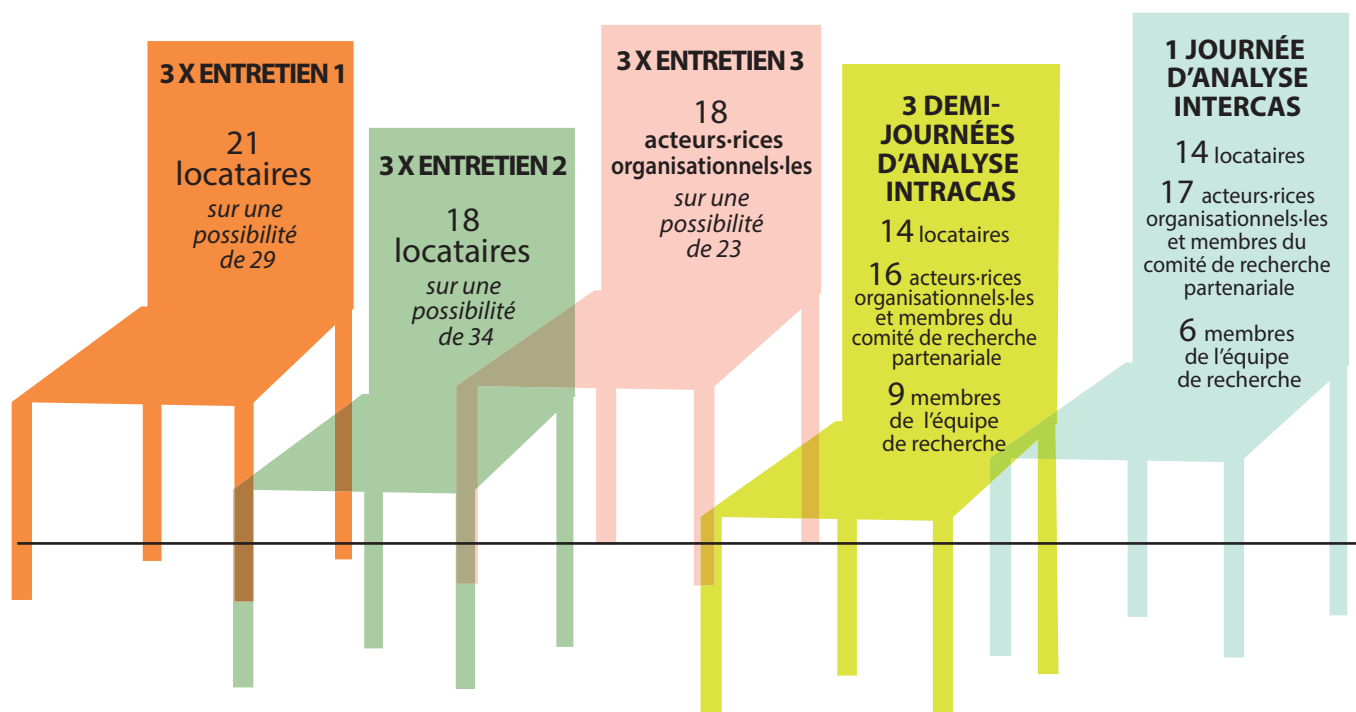 3 X ENTRETIEN 1
21
locataires
sur une
possibilité
de 29
3 X ENTRETIEN 2
18
locataires
sur une
possibilité
de 34
3 X ENTRETIEN 3
18
acteurs·rices
organisationnels·les
sur une
possibilité
de 23
3 DEMI-
JOURNÉES
D’ANALYSE
INTRACAS
14 locataires
16 acteurs·rices
organisationnels·les
et membres du
comité de recherche
partenariale
9 membres
de l’équipe
de recherche
1 JOURNÉE
D’ANALYSE
INTERCAS
14 locataires
17 acteurs·rices
organisationnels·les
et membres du
comité de recherche
partenariale
6 membres
de l’équipe
de recherche